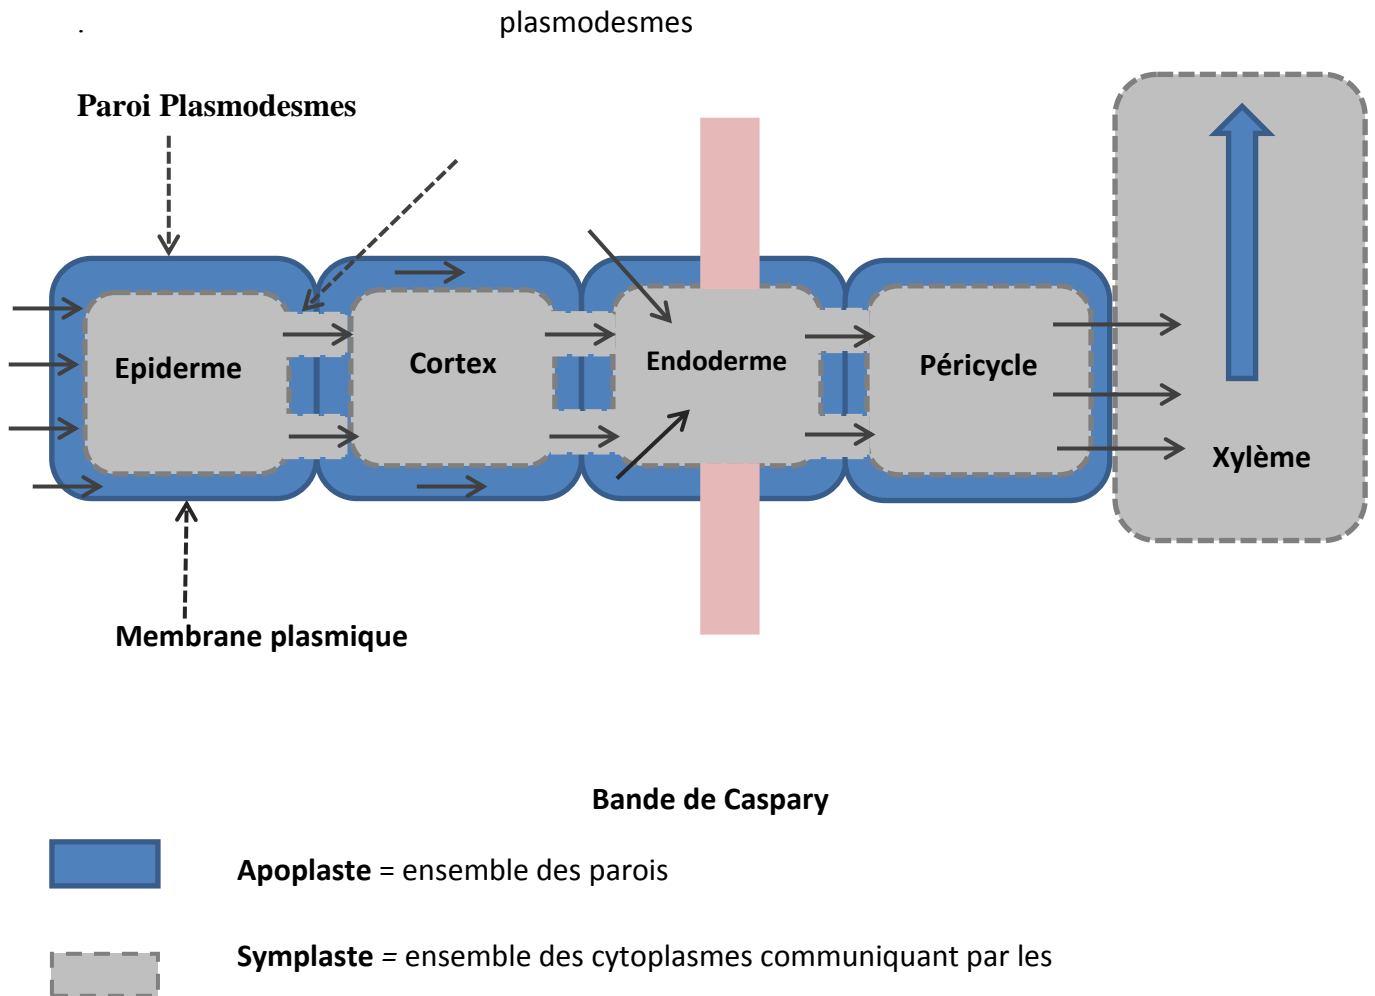 . plasmodesmes
Paroi Plasmodesmes
Epiderme Cortex Endoderme Péricycle
Xylème
Membrane plasmique
Bande de Caspary
Apoplaste = ensemble des parois
Symplaste = ensemble des cytoplasmes communiquant par les